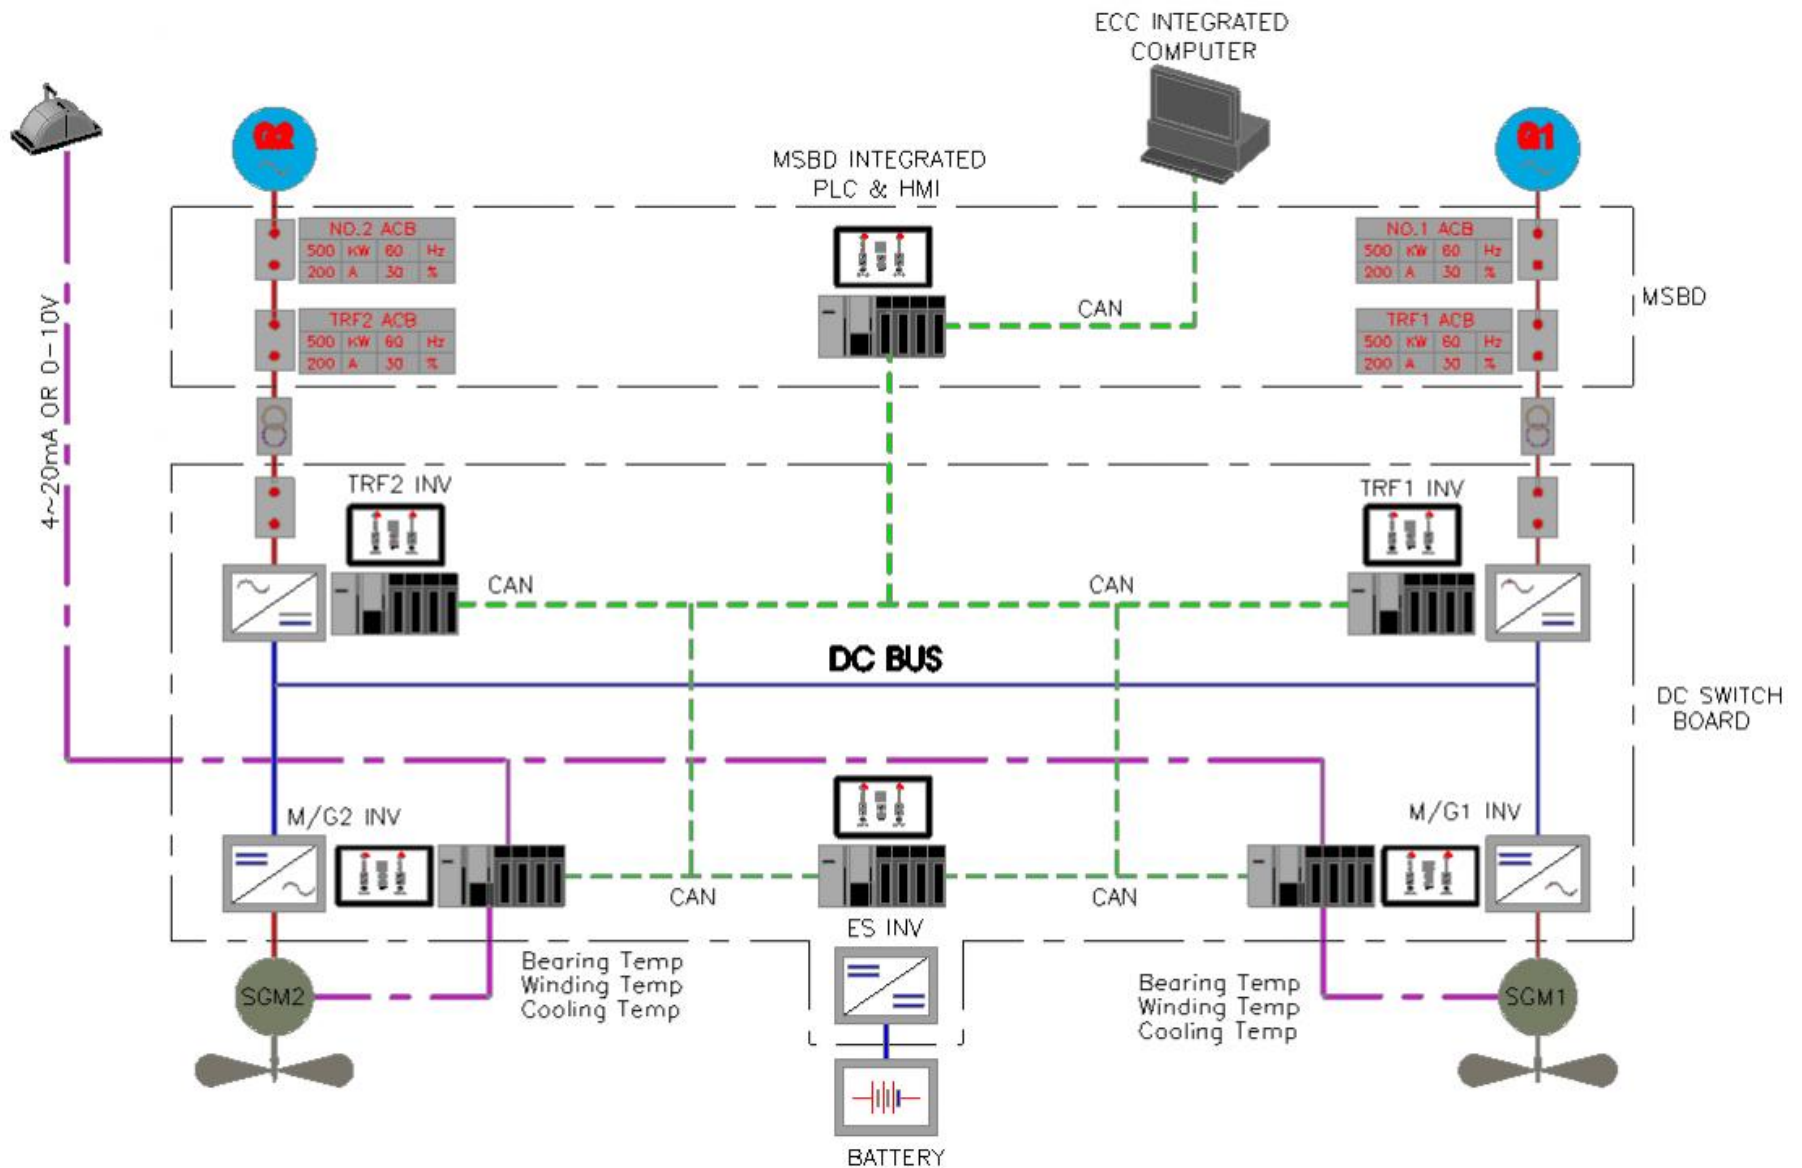 ECC INTEGRATED
COMPUTER
G2
G1
MSBD INTEGRATED
PLC & HMI
NO.2 ACB
500 KW 60 Hz
200 A 30 %
TRF2 ACB
500 KW 60 Hz
200 A 30 %
NO.1 ACB
500 KW 60 Hz
200 A 30 %
TRF1 ACB
500 KW 60 Hz
200 A 30 %
CAN
MSBD
4~20mA OR 0-10V
TRF2 INV
TRF1 INV
CAN
CAN
DC BUS
DC SWITCH
BOARD
M/G2 INV
M/G1 INV
CAN
CAN
ES INV
SGM2
Bearing Temp
Winding Temp
Cooling Temp
Bearing Temp
Winding Temp
Cooling Temp
SGM1
BATTERY